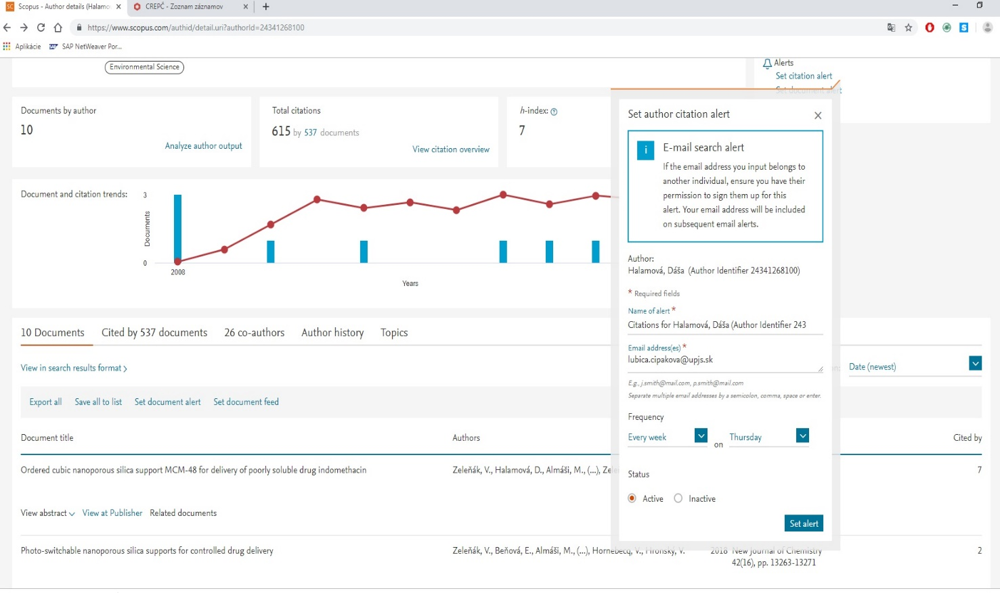 Scopus - Author details (Halamo
CREPČ - Zoznam záznamov
https://www.scopus.com/authid/detail.uri?authorId=24341268100
Aplikácie
SAP NetWeaver Por...
Environmental Science
Alerts
Set citation alert
Set document alert
Documents by author
10
Analyze author output
Total citations
615 by 537 documents
View citation overview
h-index:
7
Document and citation trends:
3
Documents
0
2008
Years
Set author citation alert
E-mail search alert
If the email address you input belongs to
another individual, ensure you have their
permission to sign them up for this
alert. Your email address will be included
on subsequent email alerts.
Author:
Halamová, Dáša (Author Identifier 24341268100)
* Required fields
Name of alert *
Citations for Halamová, Dáša (Author Identifier 243
Email address(es) *
lubica.cipakova@upjs.sk
E.g., j.smith@mail.com, p.smith@mail.com
Separate multiple email addresses by a semicolon, comma, space or enter.
Frequency
Every week
on
Thursday
Status
Active
Inactive
Set alert
10 Documents
Cited by 537 documents
26 co-authors
Author history
Topics
View in search results format >
Date (newest)
Export all
Save all to list
Set document alert
Set document feed
Document title
Authors
Cited by
Ordered cubic nanoporous silica support MCM-48 for delivery of poorly soluble drug indomethacin
Zeleňák, V., Halamová, D., Almáši, M., (...), Zele
7
View abstract
View at Publisher
Related documents
Photo-switchable nanoporous silica supports for controlled drug delivery
Zeleňák, V., Beňová, E., Almáši, M., (...), Hornebecq, V., Hronský, V.
2018 New Journal of Chemistry
42(16), pp. 13263-13271
2